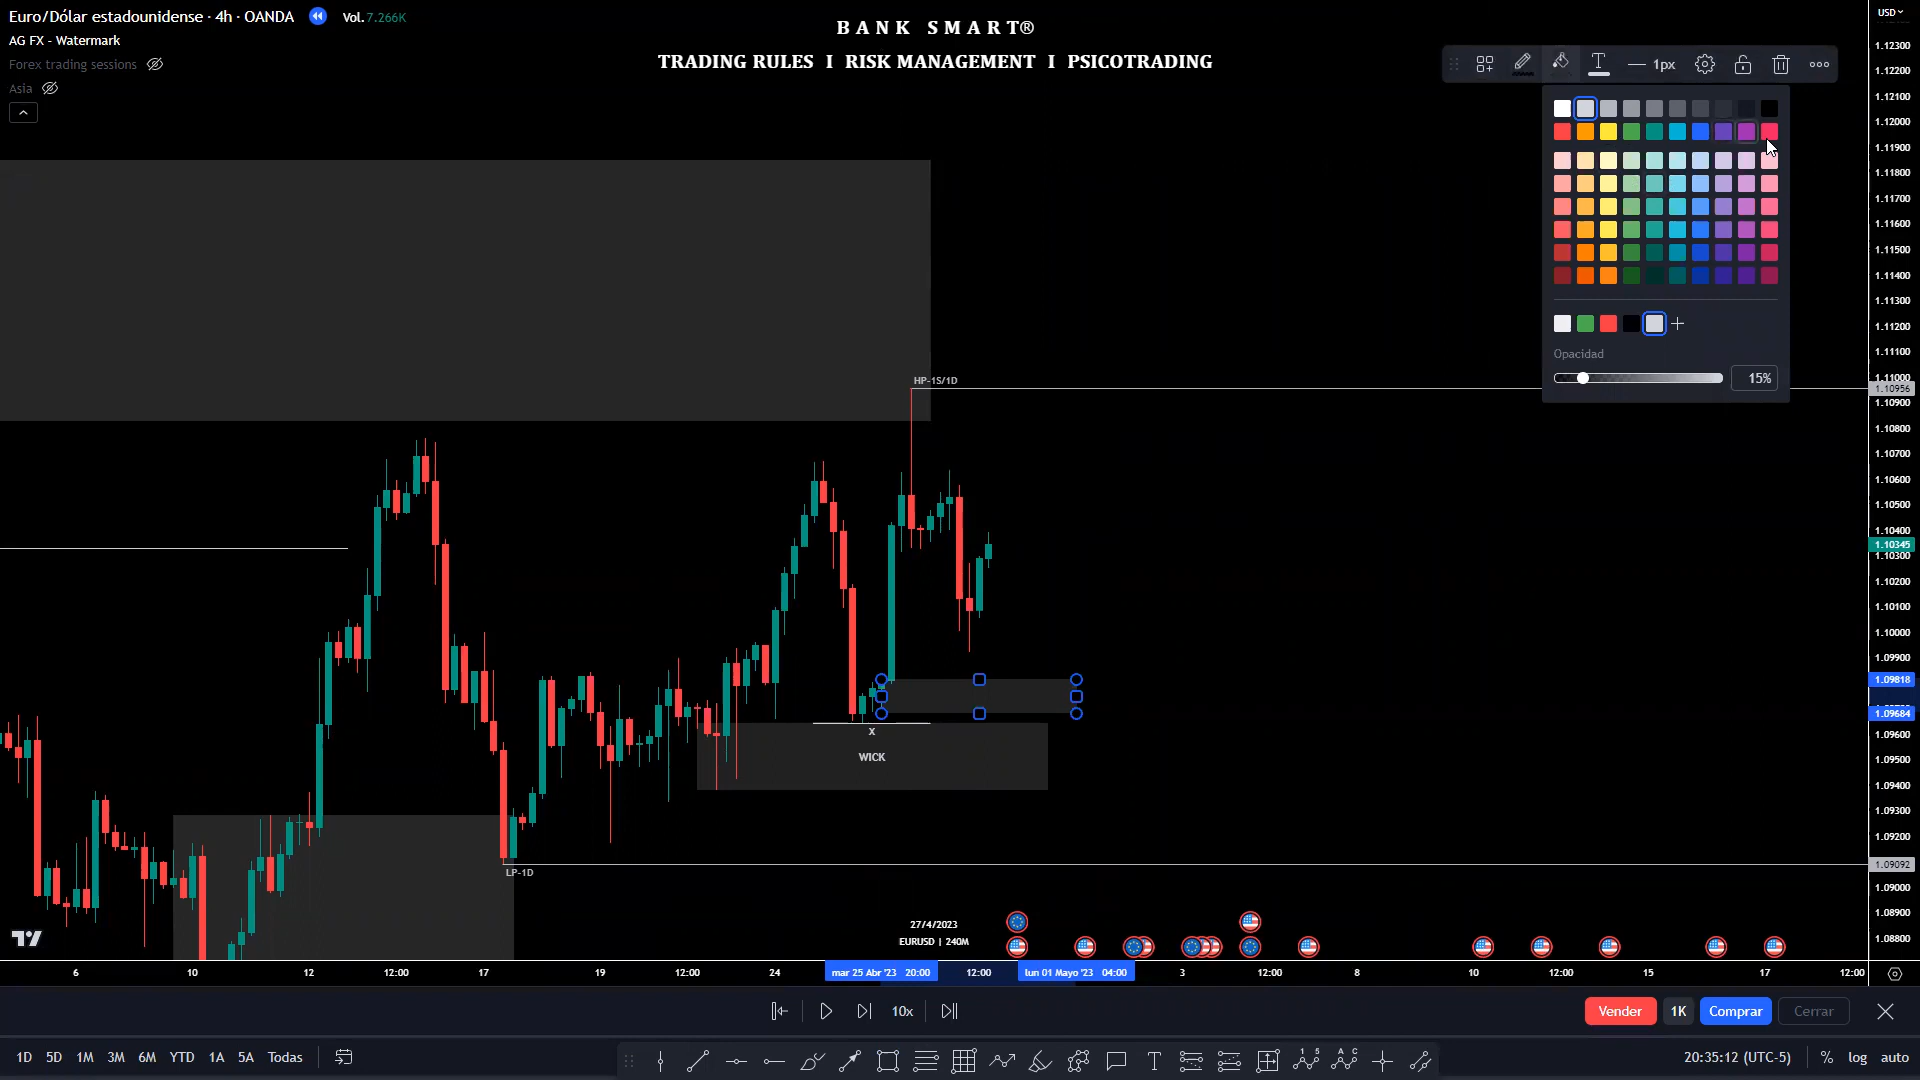 Euro/Dólar estadounidense · 4h · OANDA
Vol. 7.266K
AG FX - Watermark
Forex trading sessions
Asia
BANK SMART®
TRADING RULES I RISK MANAGEMENT I PSICOTRADING
1px
Opacidad
15%
USD
1.12300
1.12200
1.12100
1.12000
1.11900
1.11800
1.11700
1.11600
1.11500
1.11400
1.11300
1.11200
1.11100
1.11000
1.10956
1.10900
1.10800
1.10700
1.10600
1.10500
1.10400
1.10345
1.10300
1.10200
1.10100
1.10000
1.09900
1.09818
1.09684
1.09600
1.09500
1.09400
1.09300
1.09200
1.09092
1.09000
1.08900
1.08800
HP-1S/1D
X
WICK
LP-1D
27/4/2023
EURUSD | 240M
6 10 12 12:00 17 19 12:00 24 mar 25 Abr '23 20:00 12:00 lun 01 Mayo '23 04:00 3 12:00 8 10 12:00 15 17 12:00
10x
Vender 1K Comprar Cerrar
1D 5D 1M 3M 6M YTD 1A 5A Todas
20:35:12 (UTC-5) % log auto